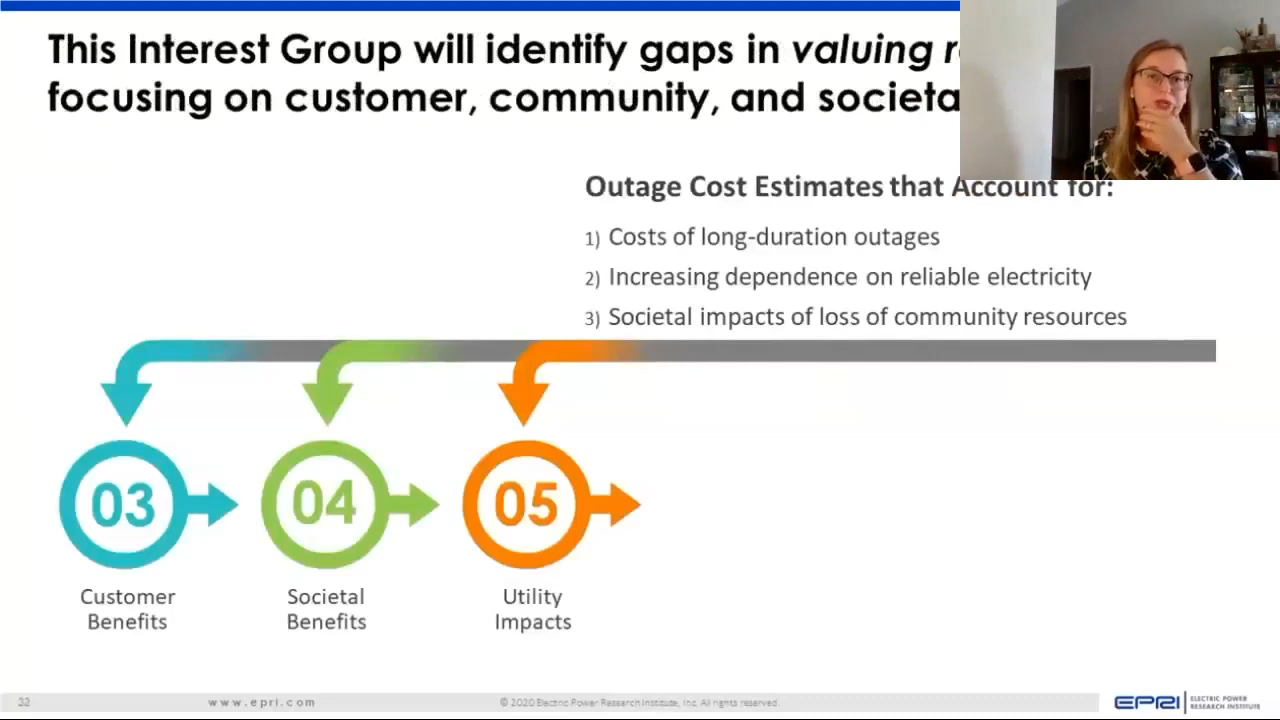 This Interest Group will identify gaps in valuing
focusing on customer, community, and
Outage Cost Estimates that Account for:
1) Costs of long-duration outages
2) Increasing dependence on reliable electricity
3) Societal impacts of loss of community resources
03
04
05
Customer
Benefits
Societal
Benefits
Utility
Impacts
32
www.epri.com
© 2020 Electric Power Research Institute, Inc. All rights reserved.
EPRI
ELECTRIC POWER
RESEARCH INSTITUTE